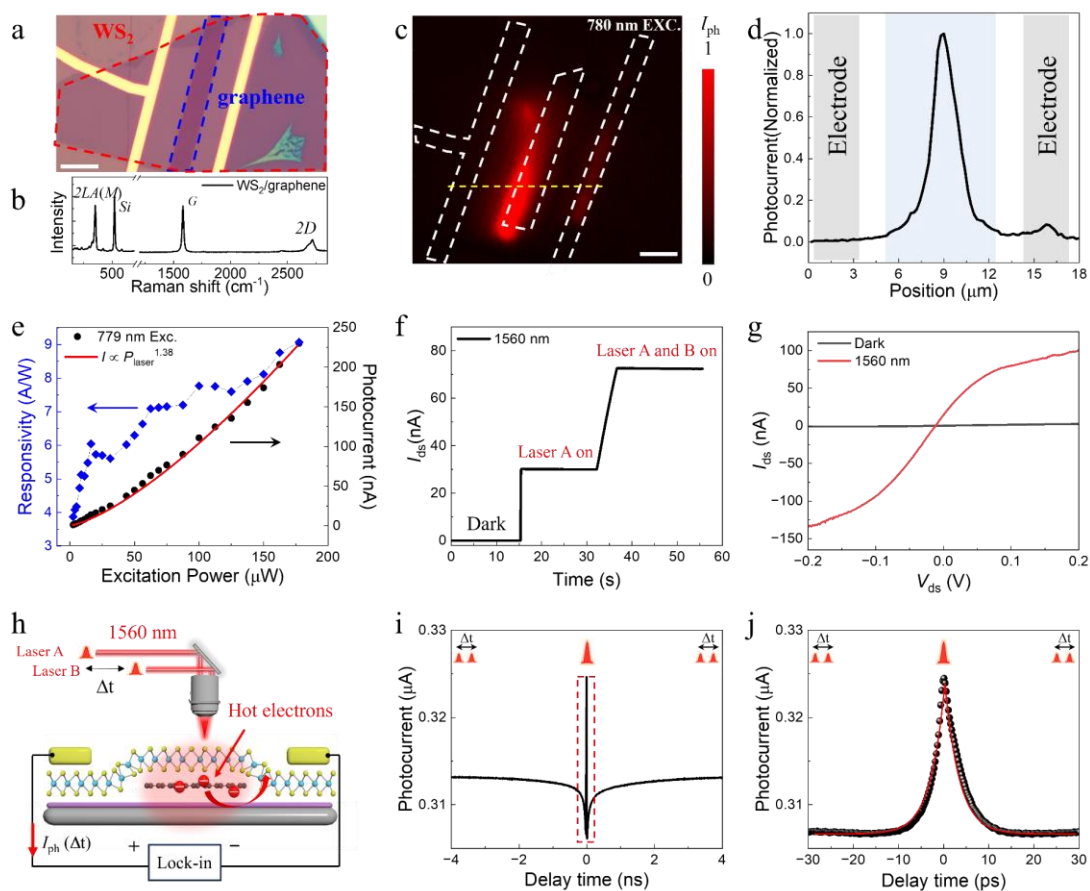 a
WS2
graphene
b
WS2/graphene
2LA(M)
Si
G
2D
Intensity
500 1500 2000 2500
Raman shift (cm-1)
c
780 nm EXC.
Iph
1
0
d
Electrode
Electrode
Photocurrent(Normalized)
1.0
0.8
0.6
0.4
0.2
0.0
0 3 6 9 12 15 18
Position (μm)
e
779 nm Exc.
I ∝ Plaser1.38
Responsivity (A/W)
9
8
7
6
5
4
Photocurrent (nA)
250
200
150
100
50
0
0 50 100 150 200
Excitation Power (μW)
f
1560 nm
Laser A and B on
Laser A on
Dark
Ids(nA)
80
60
40
20
0
0 10 20 30 40 50 60
Time (s)
g
Dark
1560 nm
Ids (nA)
100
50
0
−50
−100
−150
−0.2 −0.1 0.0 0.1 0.2
Vds (V)
h
1560 nm
Laser A
Laser B
Δt
Hot electrons
Iph (Δt)
+
Lock-in
−
i
Δt
Δt
Photocurrent (μA)
0.33
0.32
0.31
−4 −2 0 2 4
Delay time (ns)
j
Δt
Δt
Photocurrent (μA)
0.33
0.32
0.31
−30 −20 −10 0 10 20 30
Delay time (ps)